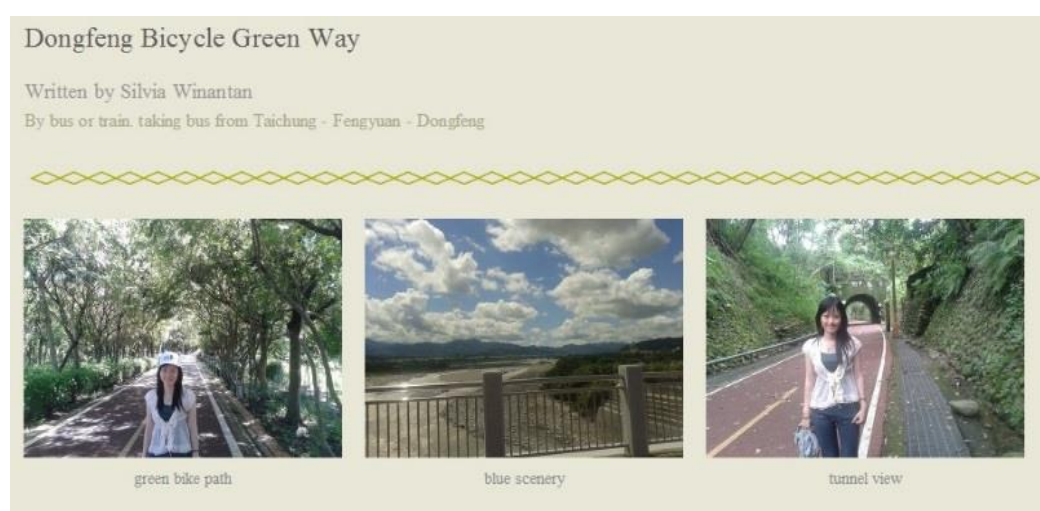 Dongfeng Bicycle Green Way
Written by Silvia Winantan
By bus or train. taking bus from Taichung - Fengyuan - Dongfeng
green bike path
blue scenery
tunnel view